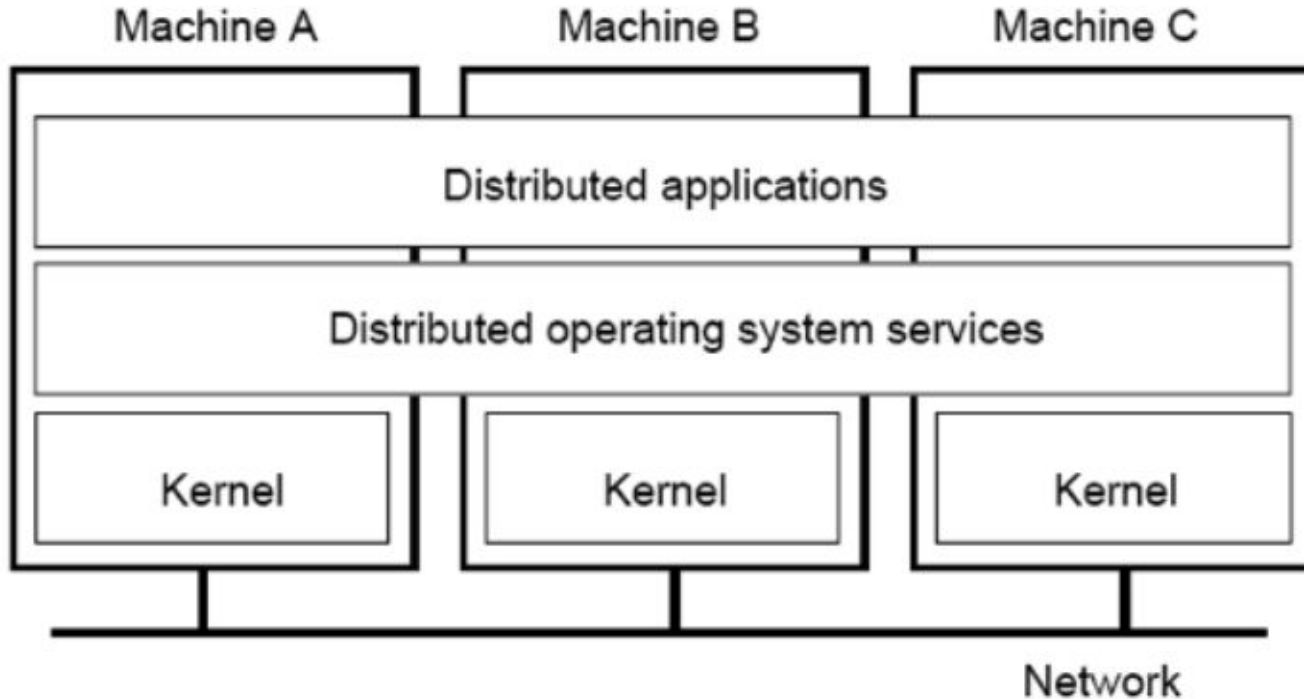 Machine A
Machine B
Machine C
Distributed applications
Distributed operating system services
Kernel
Kernel
Kernel
Network